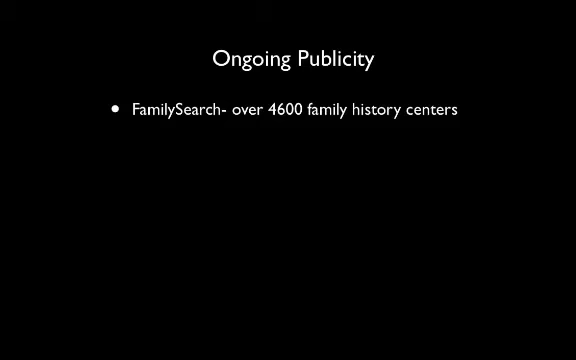 Ongoing Publicity
• FamilySearch- over 4600 family history centers